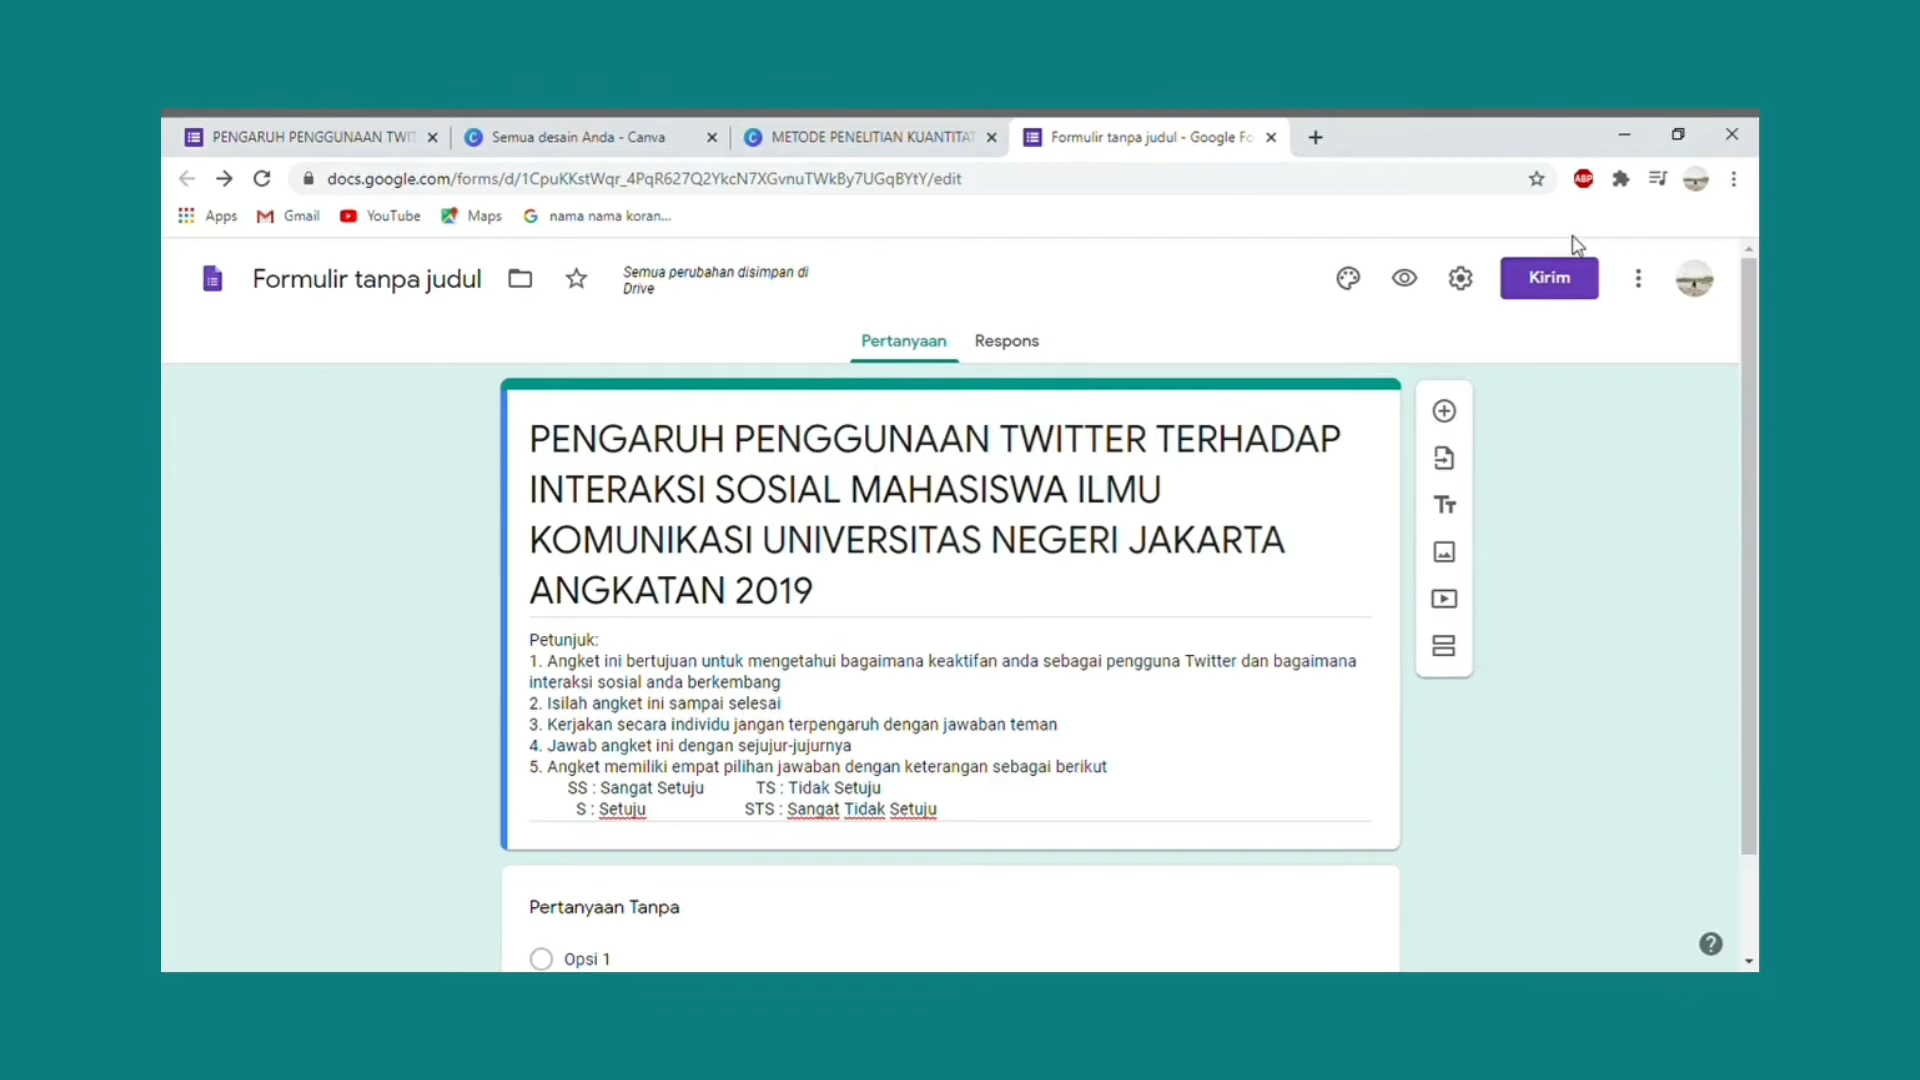 PENGARUH PENGGUNAAN TWIT
Semua desain Anda - Canva
METODE PENELITIAN KUANTITAT
Formulir tanpa judul - Google Fo
docs.google.com/forms/d/1CpuKKstWqr_4PqR627Q2YkcN7XGvnuTWkBy7UGqBYtY/edit
ABP
Apps
Gmail
YouTube
Maps
nama nama koran...
Formulir tanpa judul
Semua perubahan disimpan di
Drive
Kirim
Pertanyaan
Respons
PENGARUH PENGGUNAAN TWITTER TERHADAP
INTERAKSI SOSIAL MAHASISWA ILMU
KOMUNIKASI UNIVERSITAS NEGERI JAKARTA
ANGKATAN 2019
Petunjuk:
1. Angket ini bertujuan untuk mengetahui bagaimana keaktifan anda sebagai pengguna Twitter dan bagaimana
interaksi sosial anda berkembang
2. Isilah angket ini sampai selesai
3. Kerjakan secara individu jangan terpengaruh dengan jawaban teman
4. Jawab angket ini dengan sejujur-jujurnya
5. Angket memiliki empat pilihan jawaban dengan keterangan sebagai berikut
SS : Sangat Setuju TS : Tidak Setuju
S : Setuju STS : Sangat Tidak Setuju
Pertanyaan Tanpa
Opsi 1